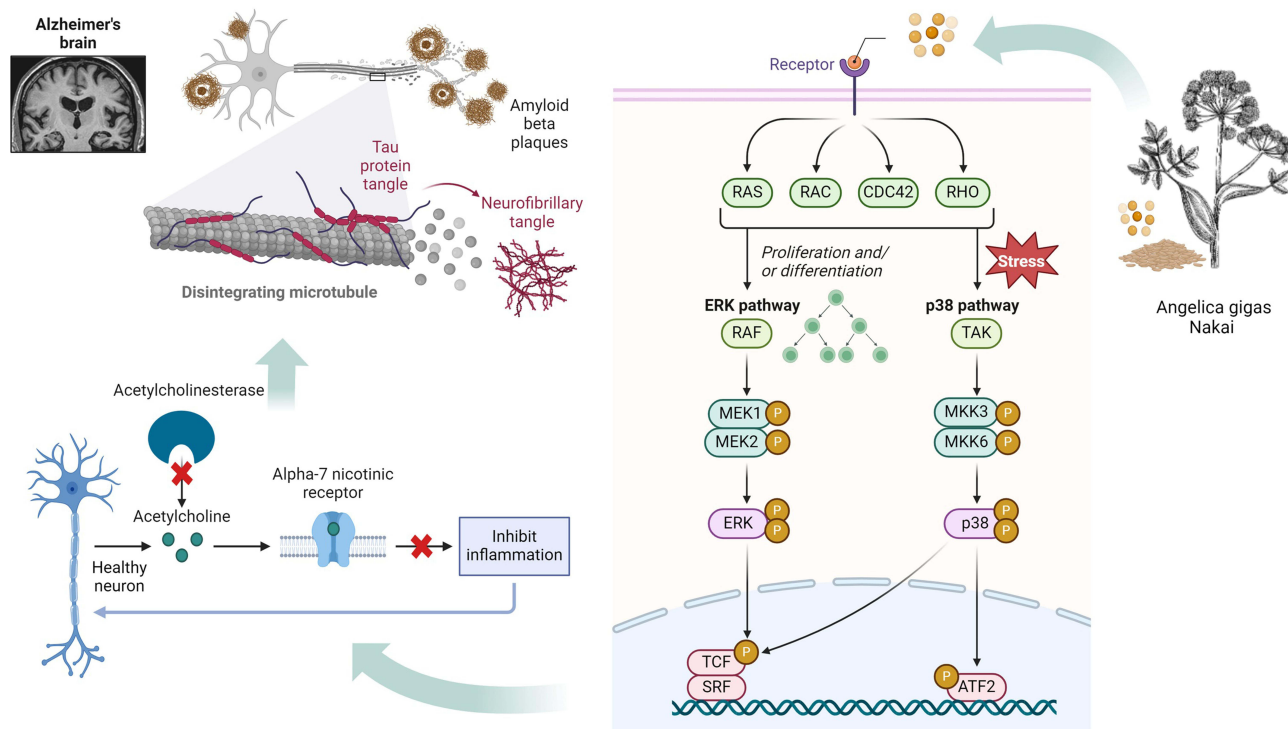 Alzheimer's
brain
Amyloid
beta
plaques
Tau
protein
tangle
Neurofibrillary
tangle
Disintegrating microtubule
Acetylcholinesterase
Acetylcholine
Healthy
neuron
Alpha-7 nicotinic
receptor
Inhibit
inflammation
Receptor
RAS
RAC
CDC42
RHO
Proliferation and/
or differentiation
Stress
ERK pathway
p38 pathway
RAF
TAK
MEK1
P
MEK2
P
MKK3
P
MKK6
P
ERK
P
P
p38
P
P
TCF
P
SRF
P
ATF2
Angelica gigas
Nakai